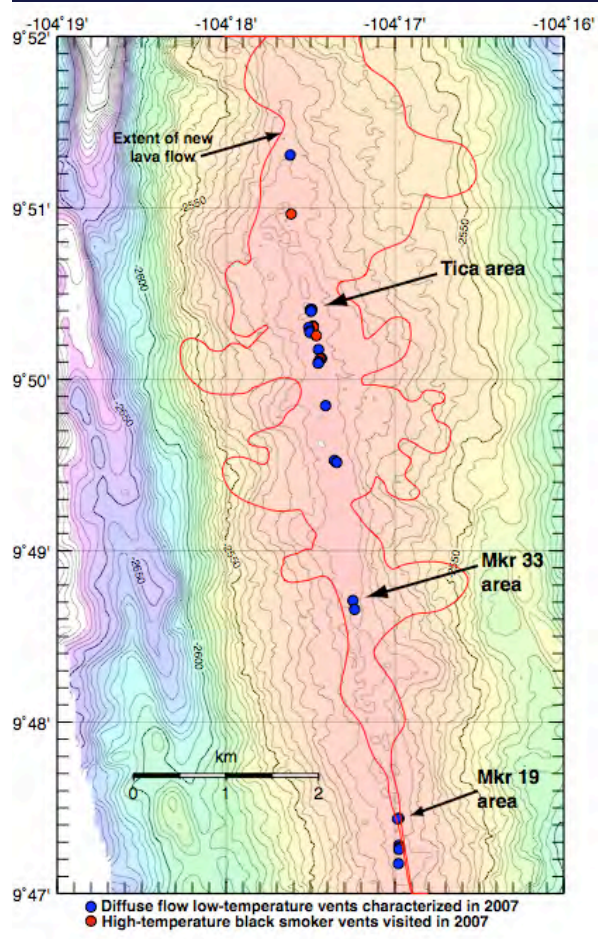 -104°19' -104°18' -104°17' -104°16'
9°52'
Extent of new
lava flow
-2550
9°51'
-2550
-2600
Tica area
9°50'
-2650
9°49'
-2550
-2550
-2650
Mkr 33
area
-2600
9°48'
km
0 1 2
Mkr 19
area
9°47'
Diffuse flow low-temperature vents characterized in 2007
High-temperature black smoker vents visited in 2007